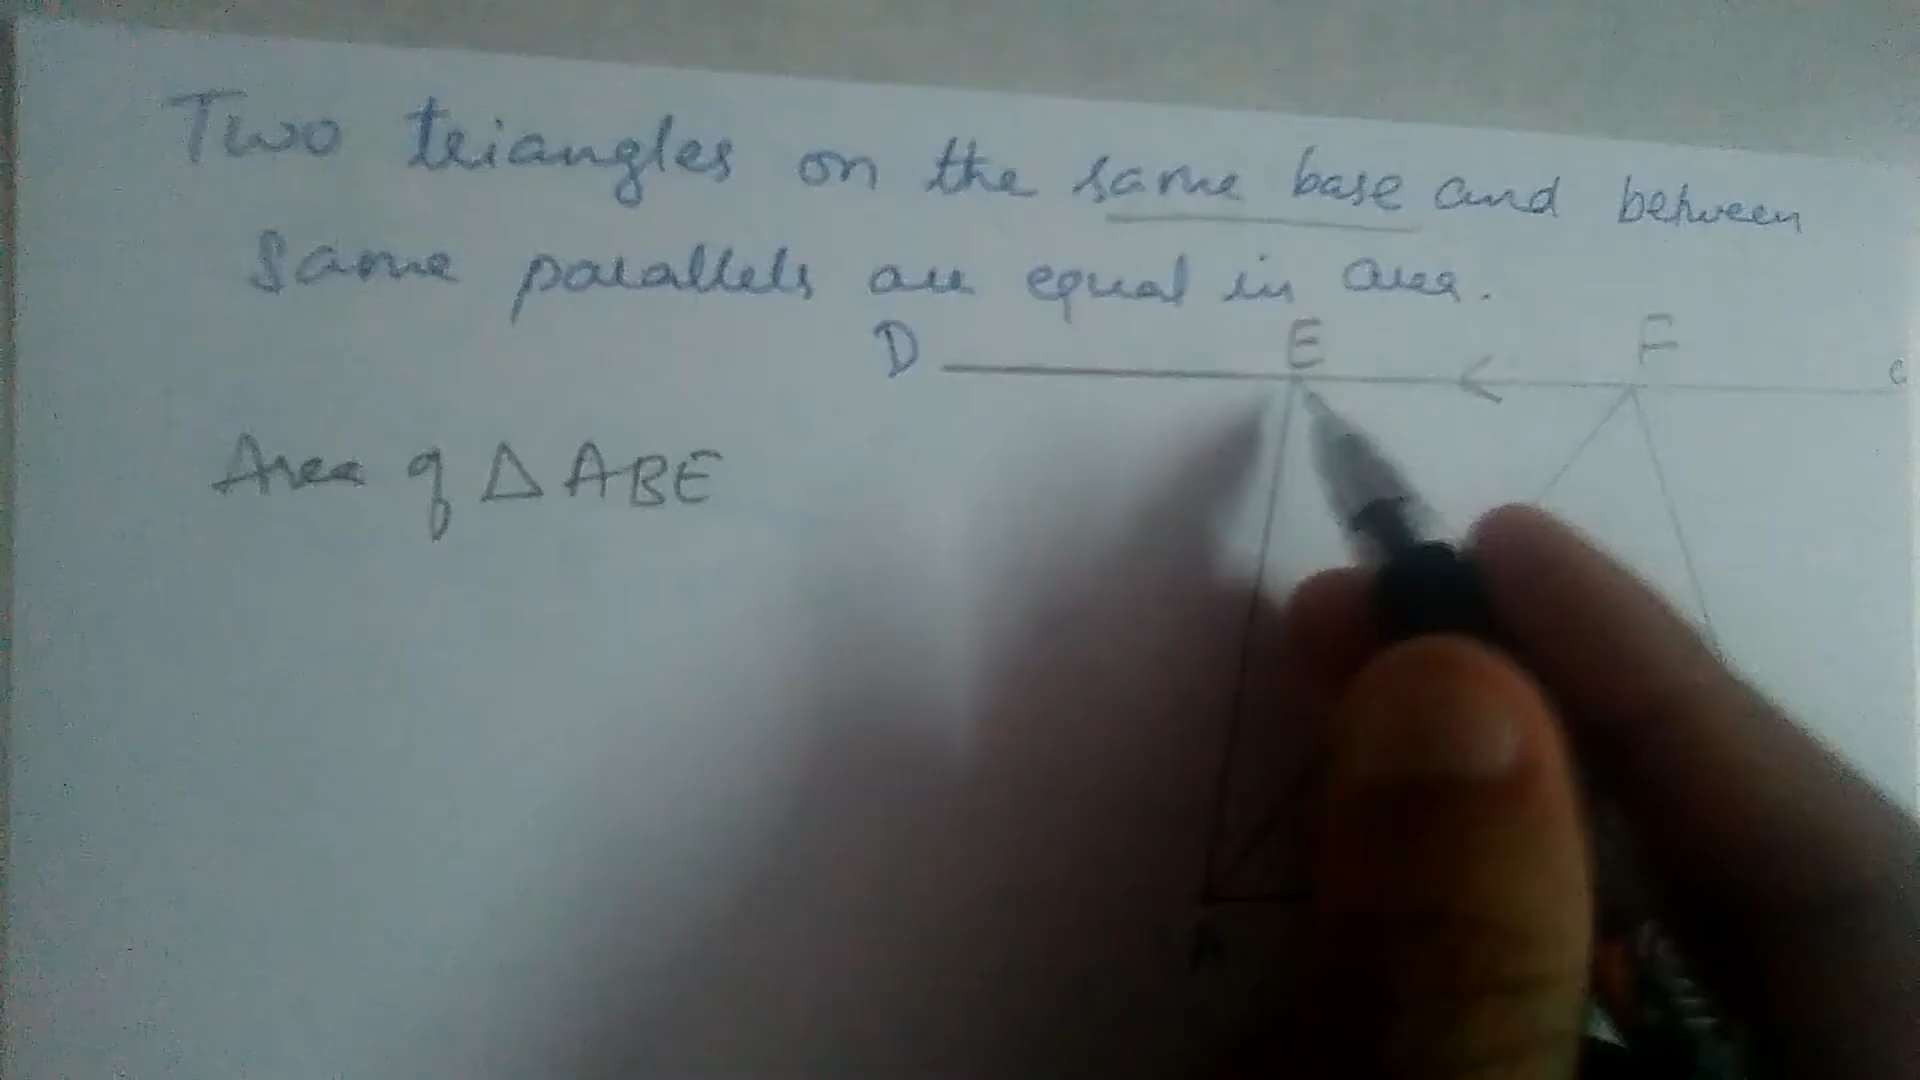 Two triangles on the same base and between
same parallels are equal in area.
D E F C
Area of Δ ABE
A